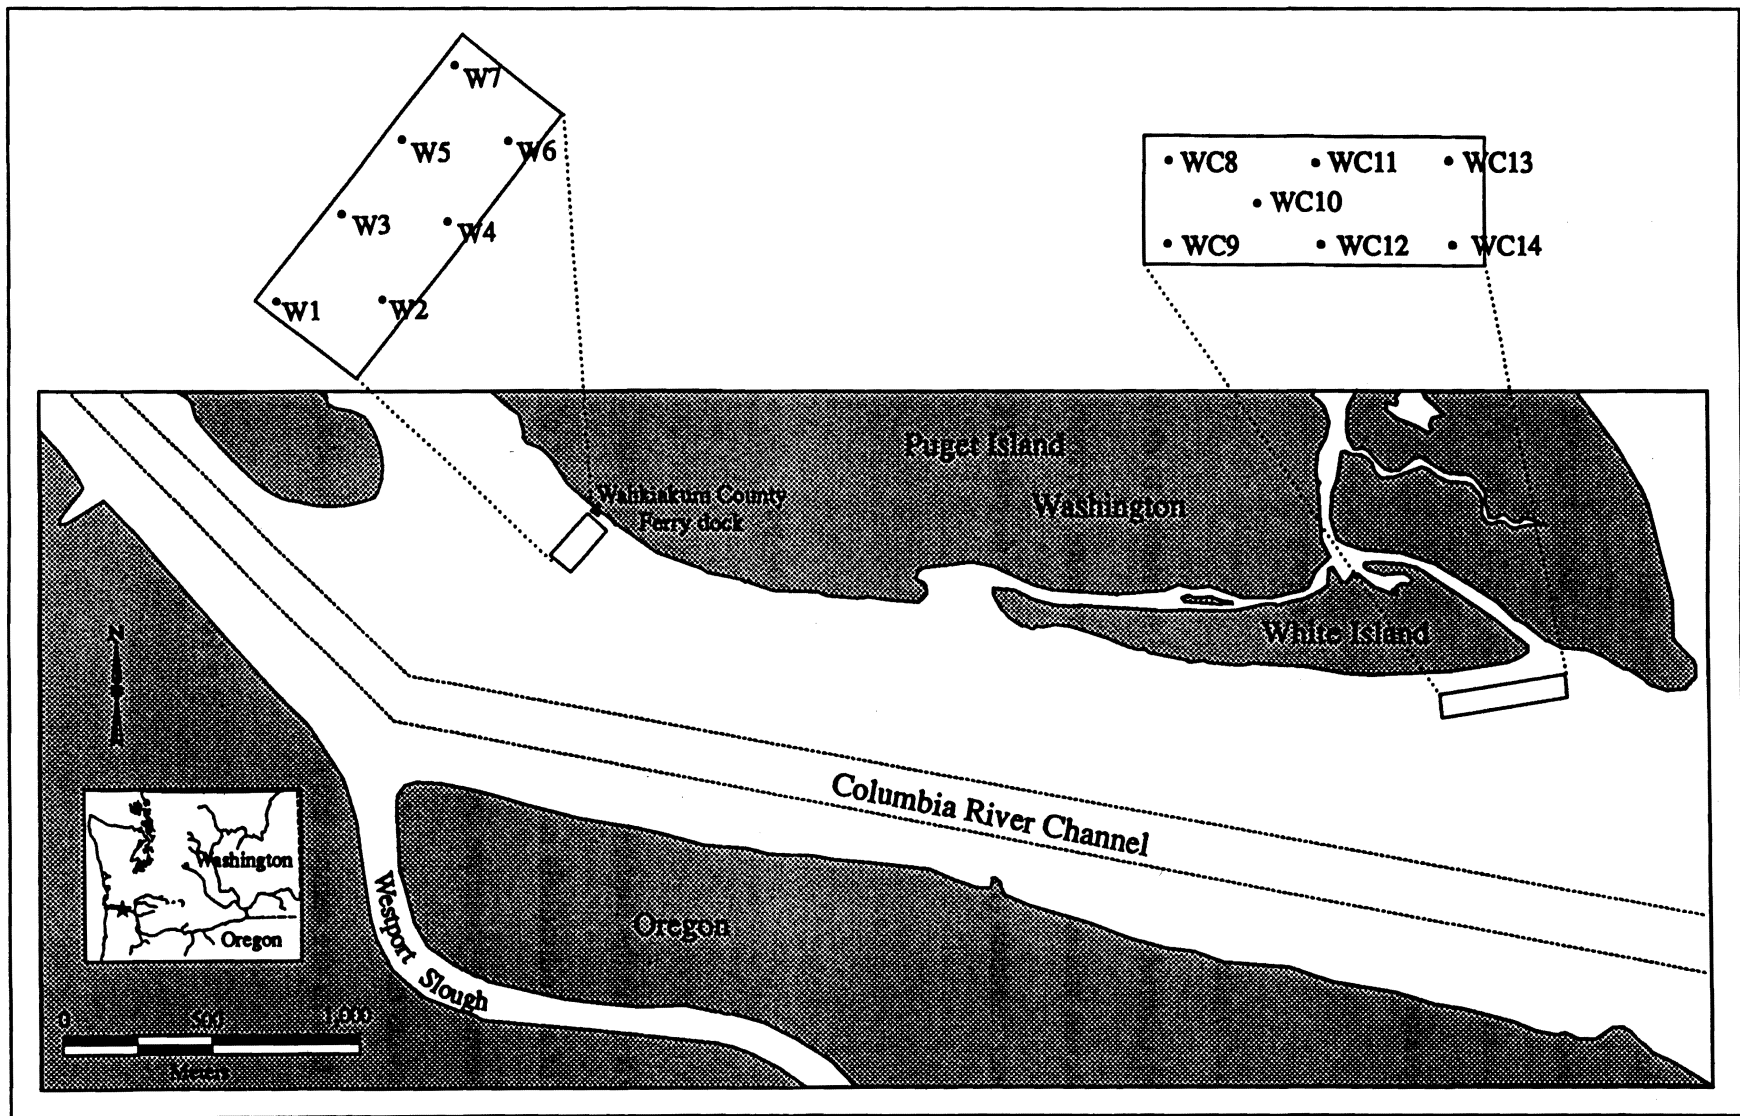 W7
W5
W6
W3
W4
W1
W2
WC8
WC11
WC13
WC10
WC9
WC12
WC14
Puget Island
Washington
Wahkiakum County
Ferry dock
White Island
N
Columbia River Channel
Washington
Oregon
Westport Slough
Oregon
0 500 1,000
Meters